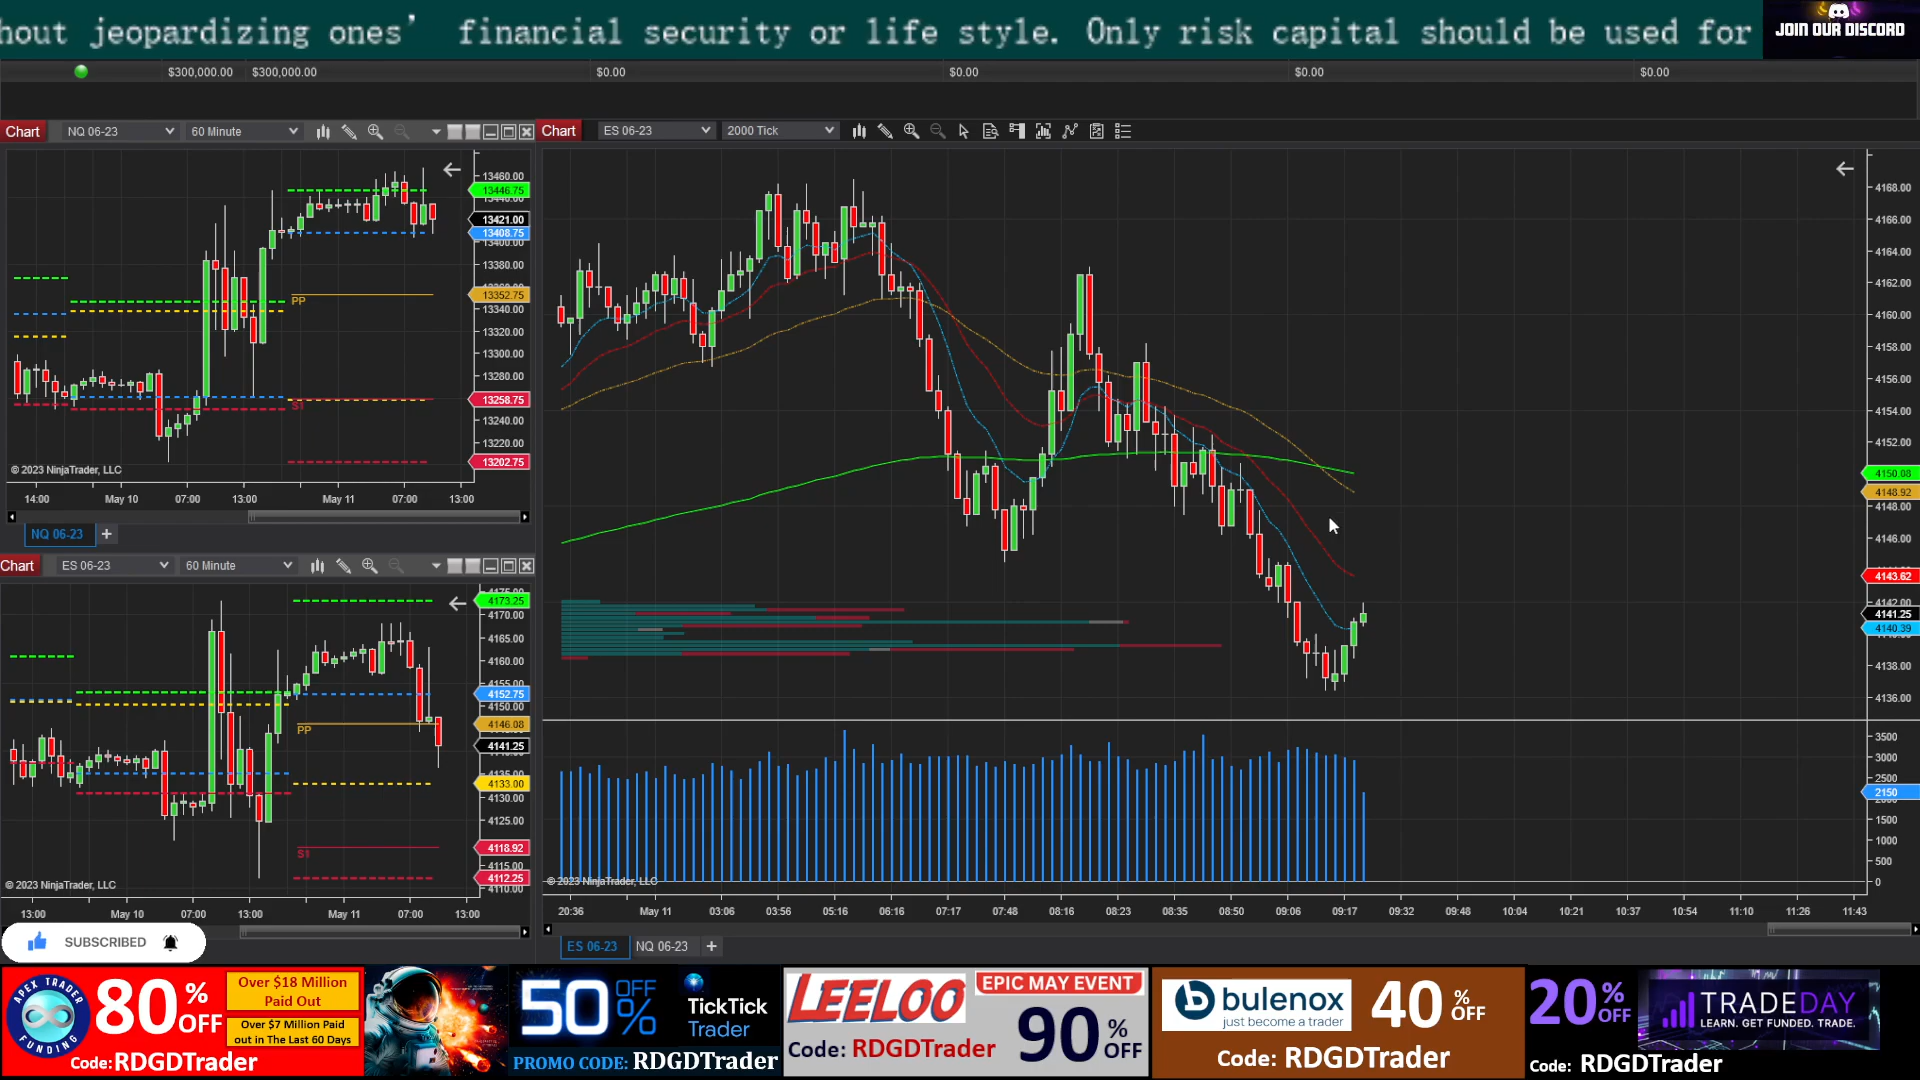 hout jeopardizing ones’ financial security or life style. Only risk capital should be used for
JOIN OUR DISCORD
$300,000.00 $300,000.00 $0.00 $0.00 $0.00 $0.00
Chart NQ 06-23 60 Minute
13460.00
13446.75
13421.00
13408.75
13400.00
13380.00
13352.75
13340.00
13320.00
13300.00
13280.00
13258.75
13240.00
13220.00
13202.75
PP
S1
© 2023 NinjaTrader, LLC
14:00 May 10 07:00 13:00 May 11 07:00 13:00
NQ 06-23 +
Chart ES 06-23 60 Minute
4173.25
4170.00
4165.00
4160.00
4152.75
4150.00
4146.08
4141.25
4133.00
4130.00
4125.00
4118.92
4115.00
4112.25
4110.00
PP
S1
© 2023 NinjaTrader, LLC
13:00 May 10 07:00 13:00 May 11 07:00 13:00
SUBSCRIBED
Chart ES 06-23 2000 Tick
4168.00
4166.00
4164.00
4162.00
4160.00
4158.00
4156.00
4154.00
4152.00
4150.08
4148.92
4148.00
4146.00
4143.62
4142.00
4141.25
4140.39
4138.00
4136.00
3500
3000
2500
2150
1500
1000
500
0
© 2023 NinjaTrader, LLC
20:36 May 11 03:06 03:56 05:16 06:16 07:17 07:48 08:16 08:23 08:35 08:50 09:06 09:17 09:32 09:48 10:04 10:21 10:37 10:54 11:10 11:26 11:43
ES 06-23 NQ 06-23 +
APEX TRADER FUNDING
80% OFF
Over $18 Million
Paid Out
Over $7 Million Paid
out in The Last 60 Days
Code:RDGDTrader
50% OFF
TickTick
Trader
PROMO CODE: RDGDTrader
LEELOO
EPIC MAY EVENT
90% OFF
Code: RDGDTrader
bulenox
just become a trader
40% OFF
Code: RDGDTrader
20% OFF
TRADEDAY
LEARN. GET FUNDED. TRADE.
Code: RDGDTrader